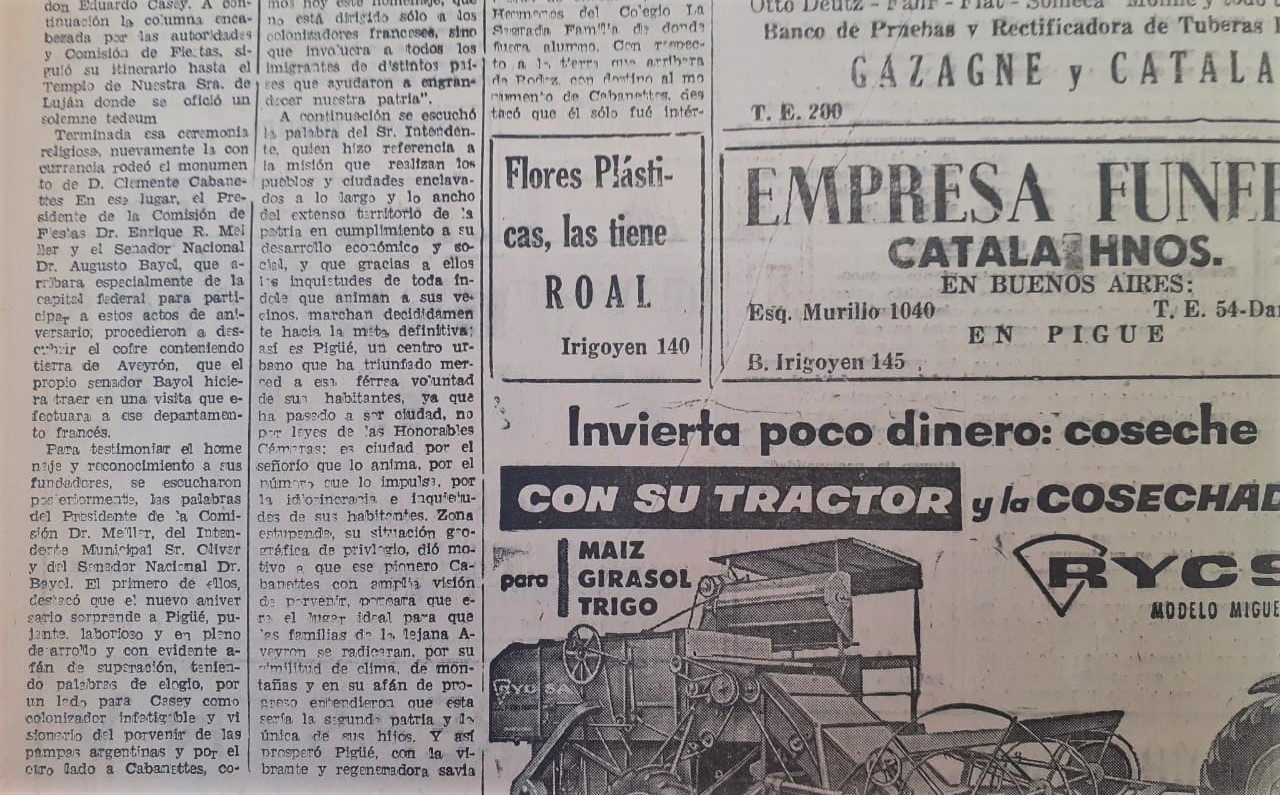 don Eduardo Casey. A con-
tinuación la columna enca-
bezada por las autoridades
y Comisión de Fiestas, si-
guió su itinerario hasta el
Templo de Nuestra Sra. de
Luján donde se ofició un
solemne tedeum
Terminada esa ceremonia
religiosa, nuevamente la con
currencia rodeó el monumen
to de D. Clemente Cabane-
ttes En ese lugar, el Pre-
sidente de la Comisión de
Fiestas Dr. Enrique R. Mei
ller y el Senador Nacional
Dr. Augusto Bayol, que a-
rribara especialmente de la
capital federal para parti-
cipar a estos actos de ani-
versario, procedieron a des-
cubrir el cofre conteniendo
tierra de Aveyrón, que el
propio senador Bayol hicie-
ra traer en una visita que e-
fectuara a ese departamen-
to francés.
Para testimoniar el home
naje y reconocimiento a sus
fundadores, se escucharon
posteriormente, las palabras
del Presidente de la Comi-
sión Dr. Meiller, del Inten-
dente Municipal Sr. Oliver
y del Senador Nacional Dr.
Bayol. El primero de ellos,
destacó que el nuevo aniver
sario sorprende a Pigüé, pu-
jante, laborioso y en pleno
desarrollo y con evidente a-
fán de superación, tenien-
do palabras de elogio, por
un lado para Casey como
colonizador infatigible y vi
sionario del porvenir de las
pampas argentinas y por el
otro lado a Cabanettes, co-
mos hoy este homenaje, que
no está dirigido sólo a los
colonizadores franceses, sino
que involucra a todos los
imigrantes de distintos paí-
ses que ayudaron a engran-
decer nuestra patria".
A continuación se escuchó
la palabra del Sr. Intenden-
te, quien hizo referencia a
la misión que realizan los
pueblos y ciudades enclava-
dos a lo largo y lo ancho
del extenso territorio de la
patria en cumplimiento a su
desarrollo económico y so-
cial, y que gracias a ellos
las inquietudes de toda ín-
dole que animan a sus ve-
cinos, marchan decididamen
te hacia la meta definitiva;
así es Pigüé, un centro ur-
bano que ha triunfado mer-
ced a esa férrea voluntad
de sus habitantes, ya que
ha pasado a ser ciudad, no
por leyes de las Honorables
Cámaras: es ciudad por el
señorío que lo anima, por el
número que lo impulsa, por
la idiosincracia e inquietu-
des de sus habitantes. Zona
estupenda, su situación geo-
gráfica de privilegio, dió mo-
tivo a que ese pionero Ca-
banettes con amplia visión
de porvenir, pensara que e-
ra el lugar ideal para que
las familias de la lejana A-
veyron se radicaran, por su
similitud de clima, de mon-
tañas y en su afán de pro-
greso entendieron que esta
sería la segunda patria y la
única de sus hijos. Y así
prosperó Pigüé, con la vi-
brante y regeneradora savia
Hermanos del Colegio La
Sagrada Familia de donde
fuera alumno. Con respec-
to a la tierra que arribara
de Rodez, con destino al mo
numento de Cabanettes, des
tacó que él sólo fué intér-
Flores Plásti-
cas, las tiene
ROAL
Irigoyen 140
Otto Deutz - Fahr - Fiat - Someca
Banco de Pruebas y Rectificadora de Tuberas
GAZAGNE y CATALA
T. E. 200
EMPRESA FUNE
CATALA HNOS.
EN BUENOS AIRES:
Esq. Murillo 1040 T. E. 54-Da
EN PIGUE
B. Irigoyen 145
Invierta poco dinero: coseche
CON SU TRACTOR y la COSECHAD
para MAIZ
GIRASOL
TRIGO
RYCS
MODELO MIGUE
RYCSA